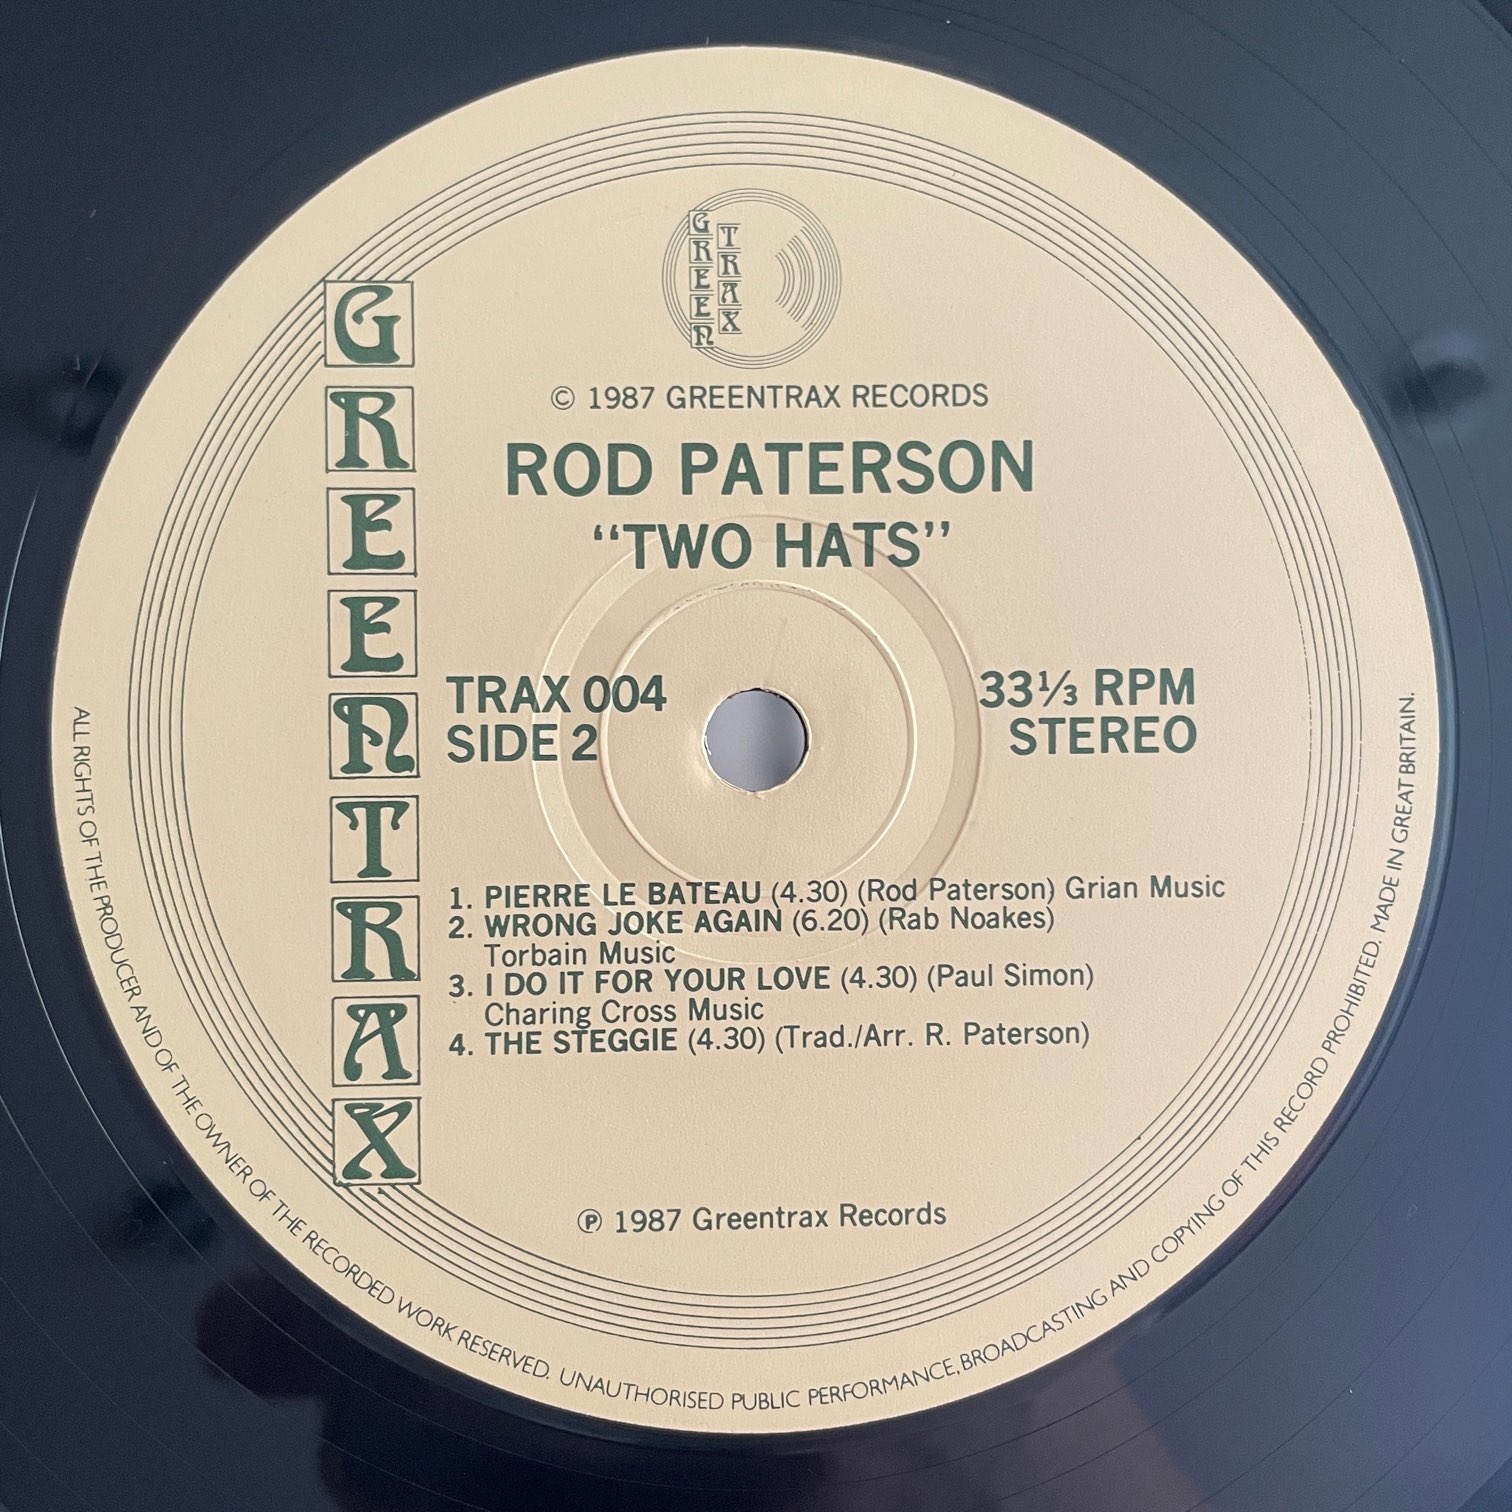 GREEN
TRAX
© 1987 GREENTRAX RECORDS
ROD PATERSON
“TWO HATS”
GREENTRAX
TRAX 004
SIDE 2
33⅓ RPM
STEREO
1. PIERRE LE BATEAU (4.30) (Rod Paterson) Grian Music
2. WRONG JOKE AGAIN (6.20) (Rab Noakes)
Torbain Music
3. I DO IT FOR YOUR LOVE (4.30) (Paul Simon)
Charing Cross Music
4. THE STEGGIE (4.30) (Trad./Arr. R. Paterson)
℗ 1987 Greentrax Records
ALL RIGHTS OF THE PRODUCER AND OF THE OWNER OF THE RECORDED WORK RESERVED. UNAUTHORISED PUBLIC PERFORMANCE, BROADCASTING AND COPYING OF THIS RECORD PROHIBITED. MADE IN GREAT BRITAIN.